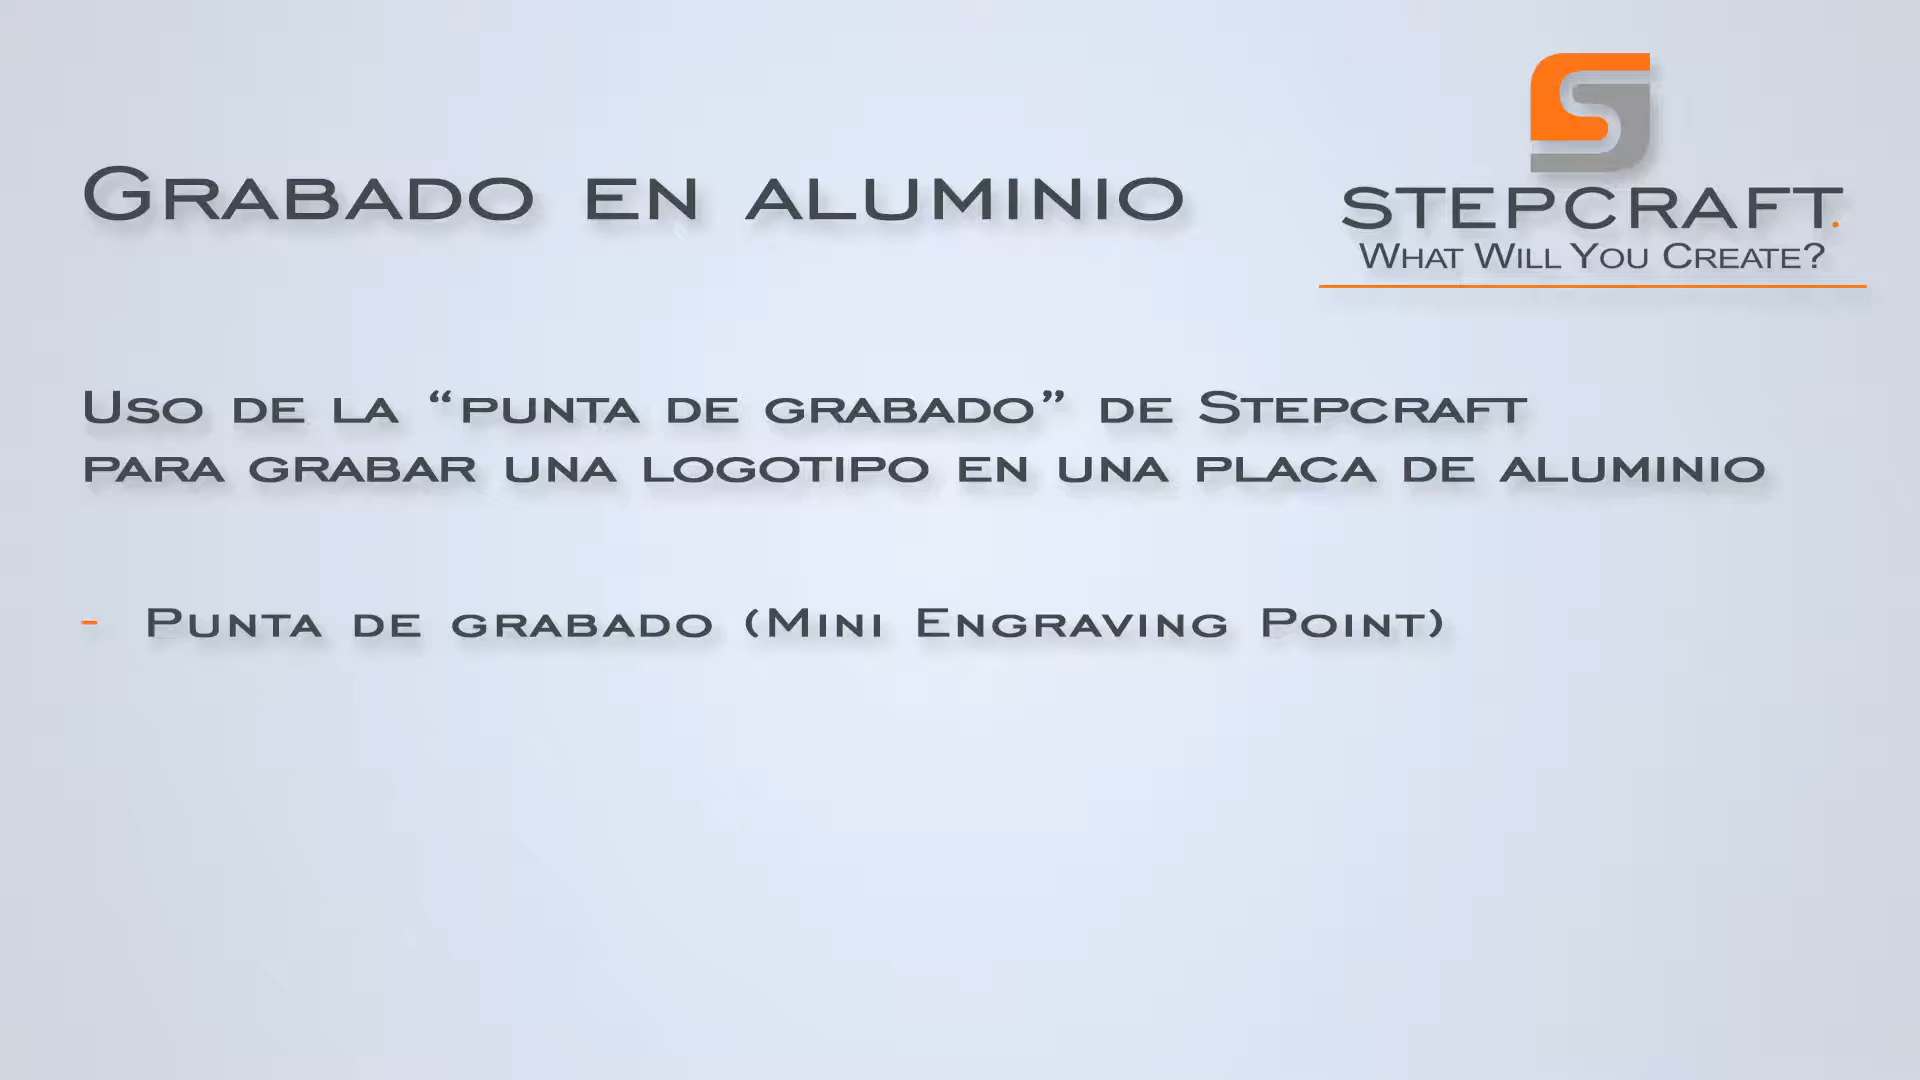 Grabado en aluminio
STEPCRAFT.
What Will You Create?
Uso de la “punta de grabado” de Stepcraft
para grabar una logotipo en una placa de aluminio
- Punta de grabado (Mini Engraving Point)